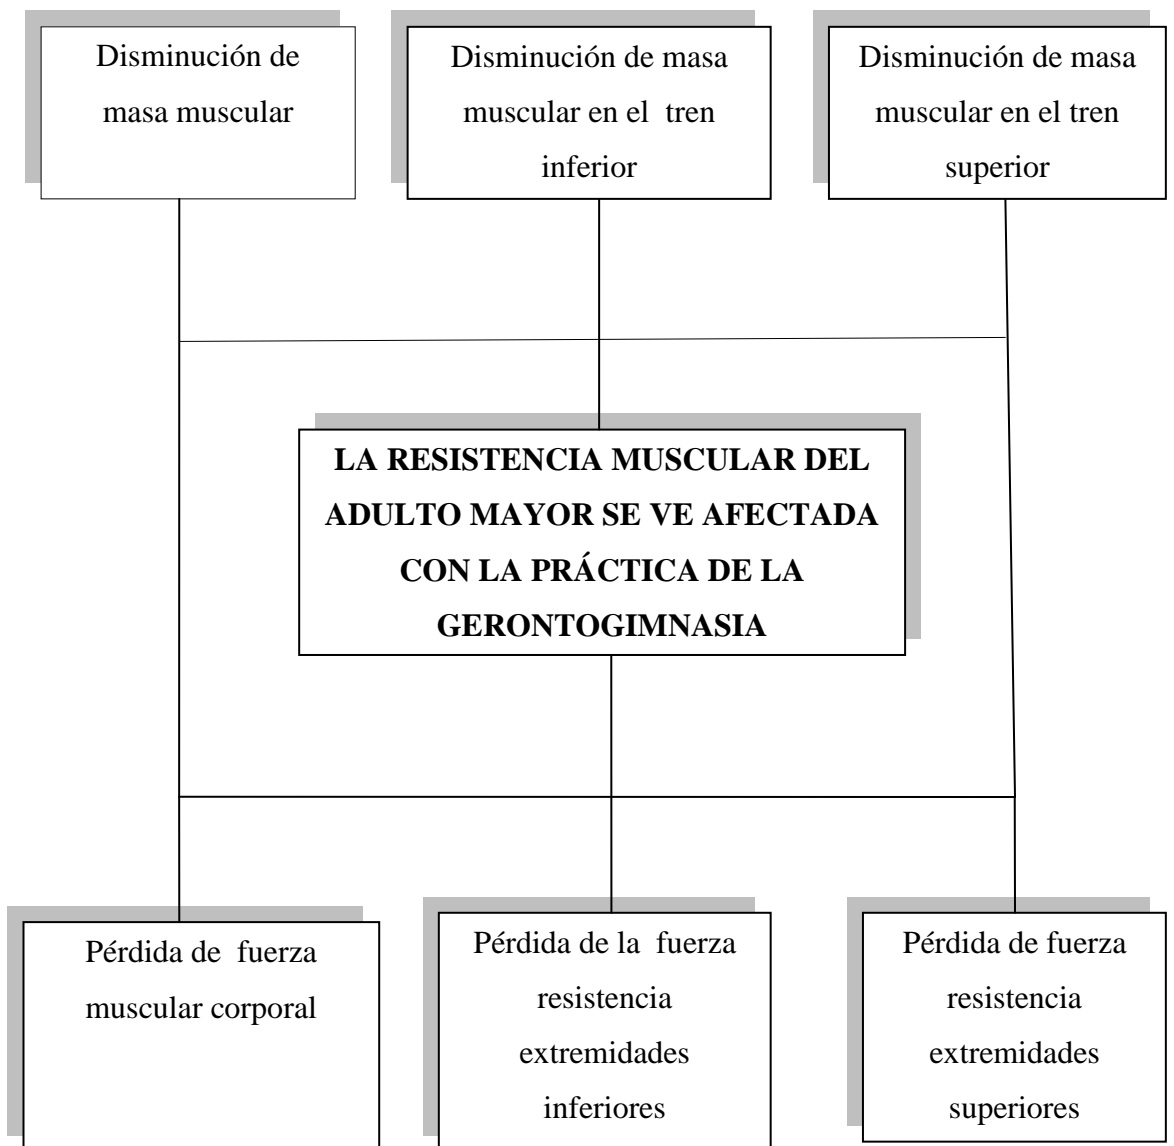 Disminución de
masa muscular
Disminución de masa
muscular en el tren
inferior
Disminución de masa
muscular en el tren
superior
LA RESISTENCIA MUSCULAR DEL
ADULTO MAYOR SE VE AFECTADA
CON LA PRÁCTICA DE LA
GERONTOGIMNASIA
Pérdida de fuerza
muscular corporal
Pérdida de la fuerza
resistencia
extremidades
inferiores
Pérdida de fuerza
resistencia
extremidades
superiores